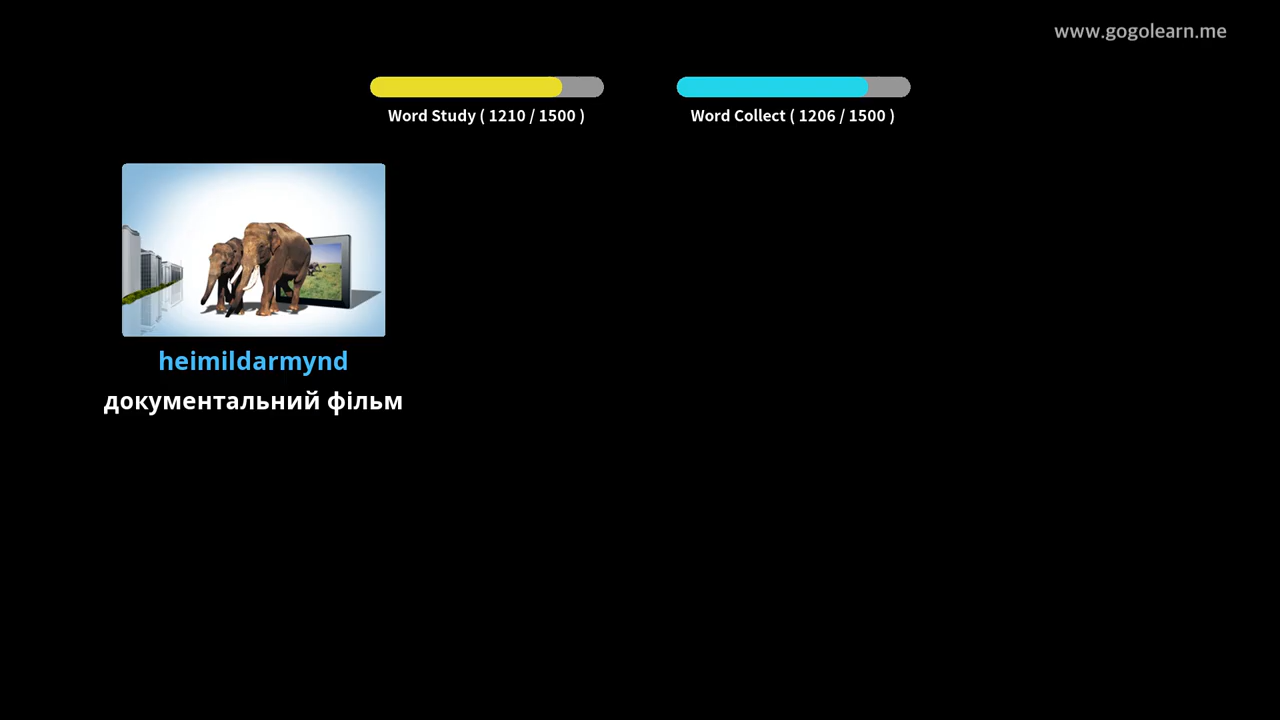 www.gogolearn.me
Word Study ( 1210 / 1500 )
Word Collect ( 1206 / 1500 )
heimildarmynd
документальний фільм